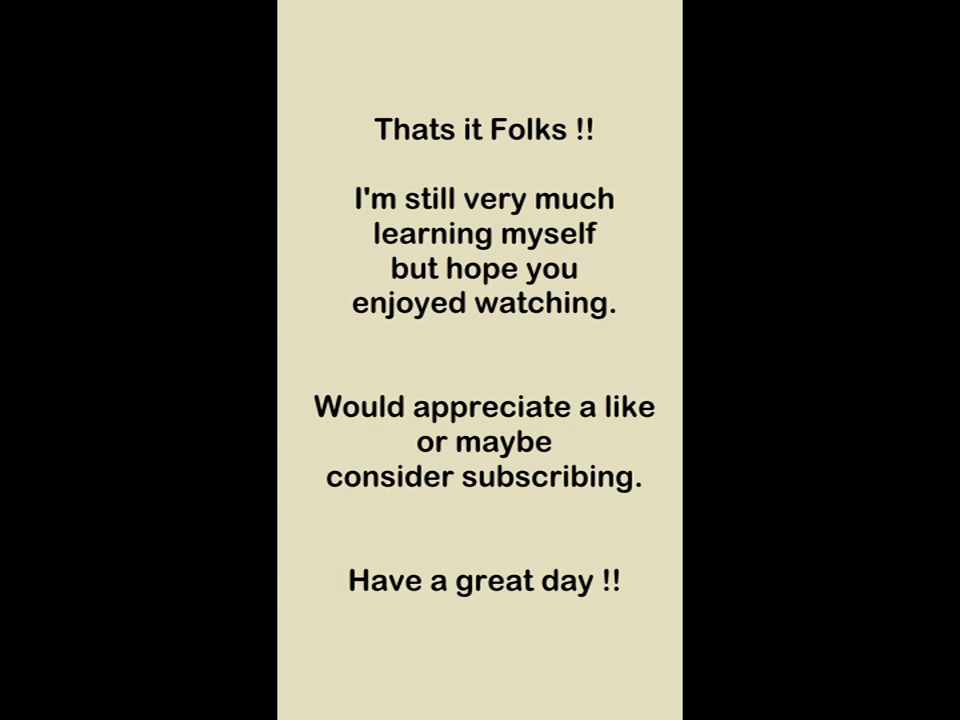 Thats it Folks !!
I'm still very much
learning myself
but hope you
enjoyed watching.
Would appreciate a like
or maybe
consider subscribing.
Have a great day !!